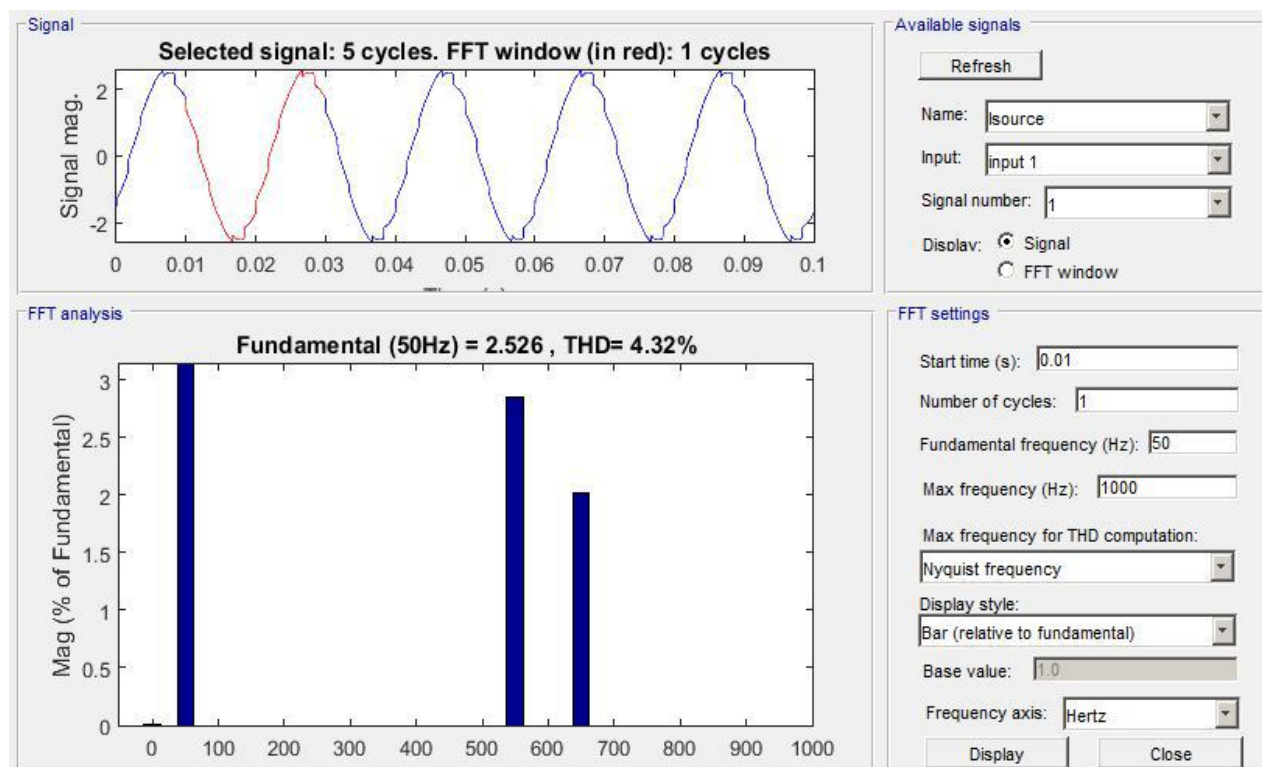 Signal
Selected signal: 5 cycles. FFT window (in red): 1 cycles
Signal mag.
2
0
-2
0 0.01 0.02 0.03 0.04 0.05 0.06 0.07 0.08 0.09 0.1
Available signals
Refresh
Name: Isource
Input: input 1
Signal number: 1
Display: Signal
FFT window
FFT analysis
Fundamental (50Hz) = 2.526 , THD= 4.32%
Mag (% of Fundamental)
3
2.5
2
1.5
1
0.5
0
0 100 200 300 400 500 600 700 800 900 1000
FFT settings
Start time (s): 0.01
Number of cycles: 1
Fundamental frequency (Hz): 50
Max frequency (Hz): 1000
Max frequency for THD computation:
Nyquist frequency
Display style:
Bar (relative to fundamental)
Base value: 1.0
Frequency axis: Hertz
Display Close